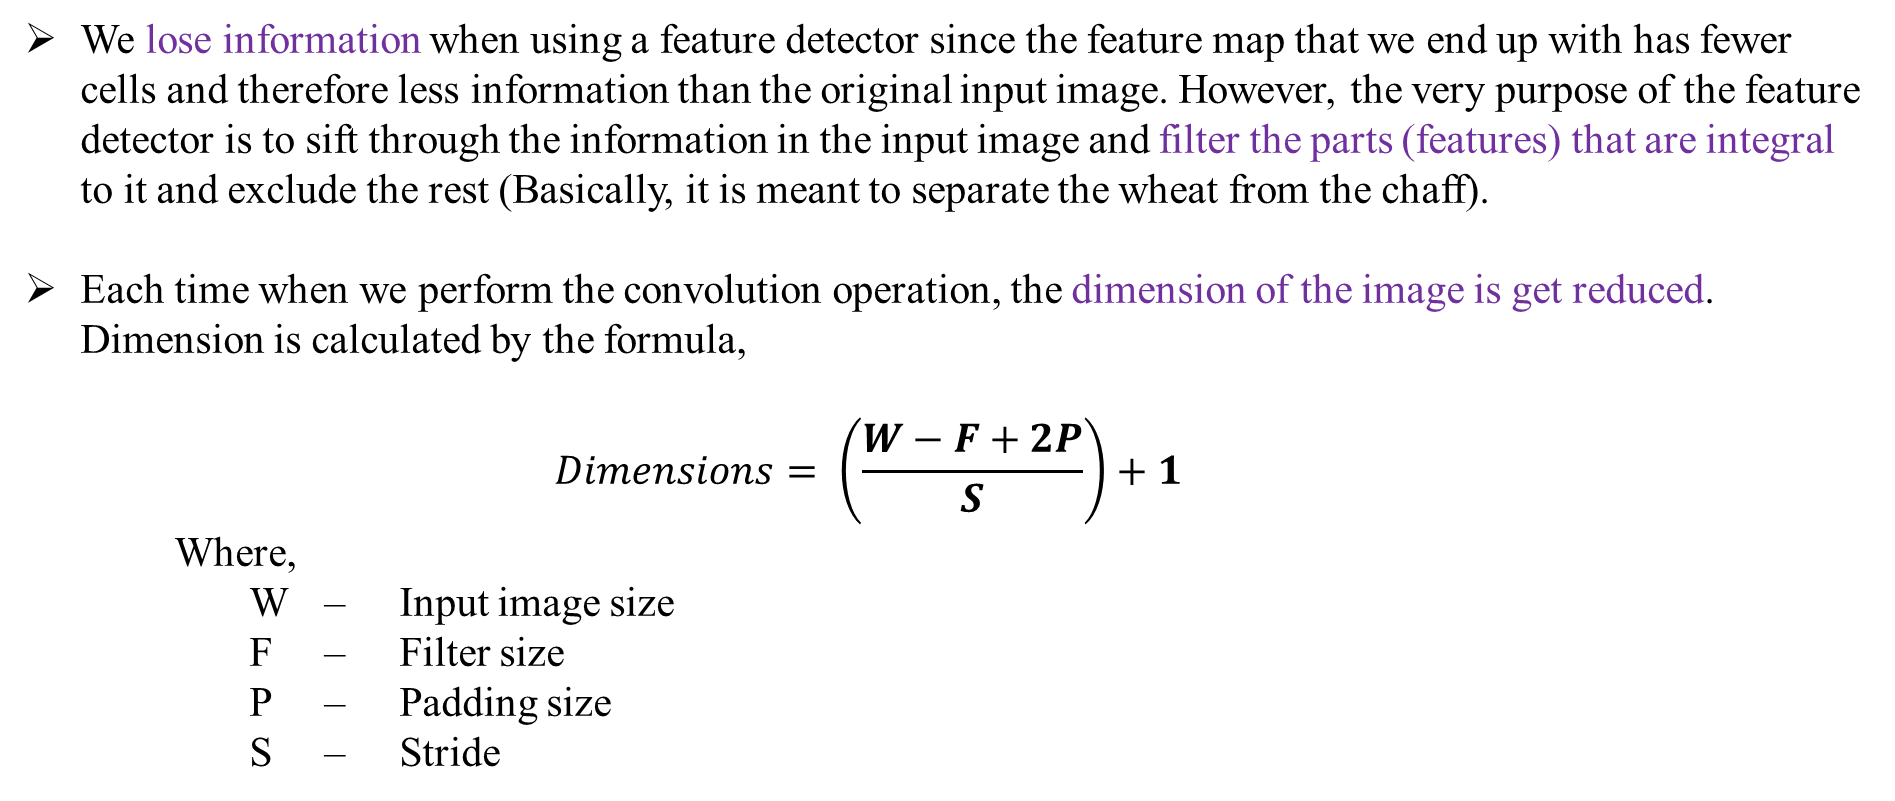 ➢ We lose information when using a feature detector since the feature map that we end up with has fewer
cells and therefore less information than the original input image. However, the very purpose of the feature
detector is to sift through the information in the input image and filter the parts (features) that are integral
to it and exclude the rest (Basically, it is meant to separate the wheat from the chaff).
➢ Each time when we perform the convolution operation, the dimension of the image is get reduced.
Dimension is calculated by the formula,
Dimensions = ((W − F + 2P) / S) + 1
Where,
W – Input image size
F – Filter size
P – Padding size
S – Stride